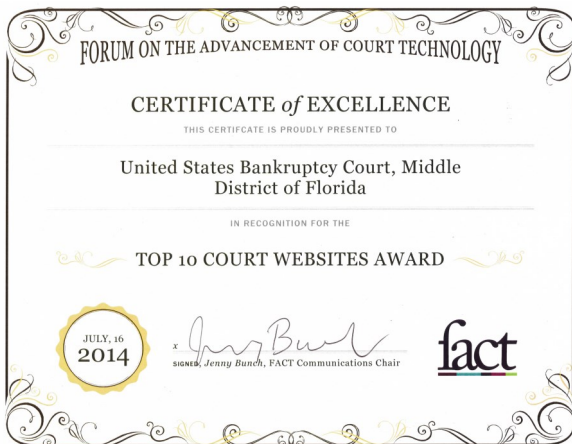 FORUM ON THE ADVANCEMENT OF COURT TECHNOLOGY
CERTIFICATE of EXCELLENCE
THIS CERTIFCATE IS PROUDLY PRESENTED TO
United States Bankruptcy Court, Middle
District of Florida
IN RECOGNITION FOR THE
TOP 10 COURT WEBSITES AWARD
JULY, 16
2014
x Jenny Bunch
SIGNED, Jenny Bunch, FACT Communications Chair
fact